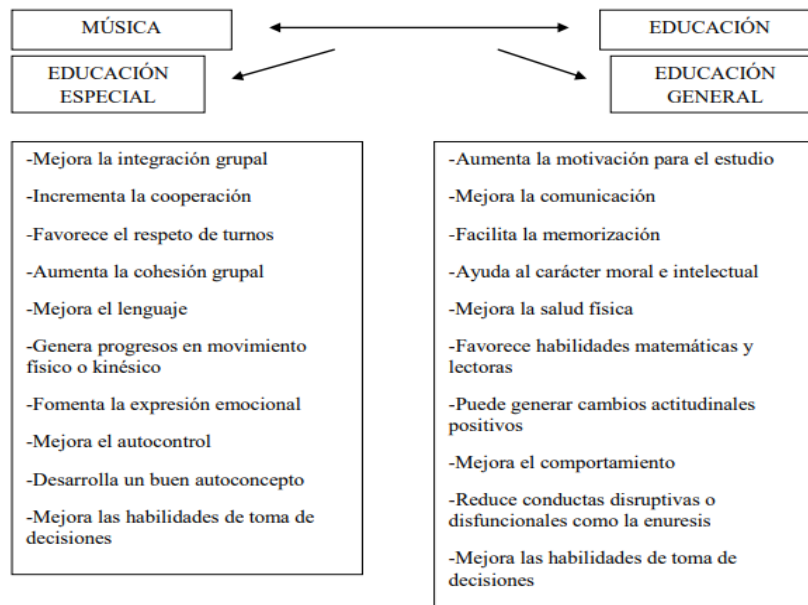 MÚSICA
EDUCACIÓN
EDUCACIÓN
ESPECIAL
EDUCACIÓN
GENERAL
-Mejora la integración grupal
-Incrementa la cooperación
-Favorece el respeto de turnos
-Aumenta la cohesión grupal
-Mejora el lenguaje
-Genera progresos en movimiento
físico o kinésico
-Fomenta la expresión emocional
-Mejora el autocontrol
-Desarrolla un buen autoconcepto
-Mejora las habilidades de toma de
decisiones
-Aumenta la motivación para el estudio
-Mejora la comunicación
-Facilita la memorización
-Ayuda al carácter moral e intelectual
-Mejora la salud física
-Favorece habilidades matemáticas y
lectoras
-Puede generar cambios actitudinales
positivos
-Mejora el comportamiento
-Reduce conductas disruptivas o
disfuncionales como la enuresis
-Mejora las habilidades de toma de
decisiones